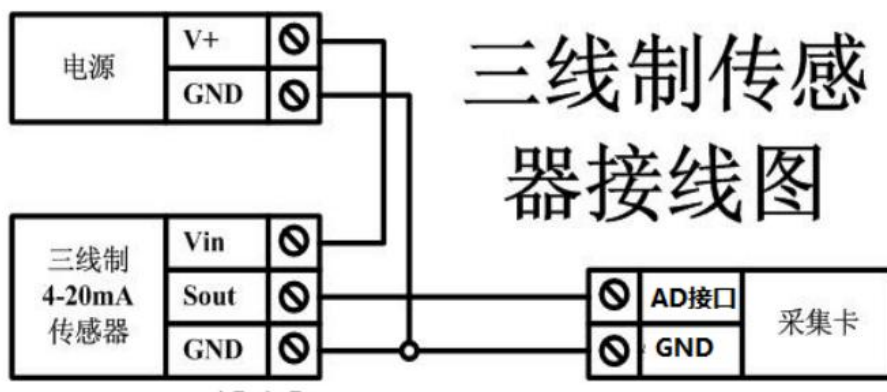 电源
V+
GND
三线制传感
器接线图
三线制
4-20mA
传感器
Vin
Sout
GND
AD接口
GND
采集卡